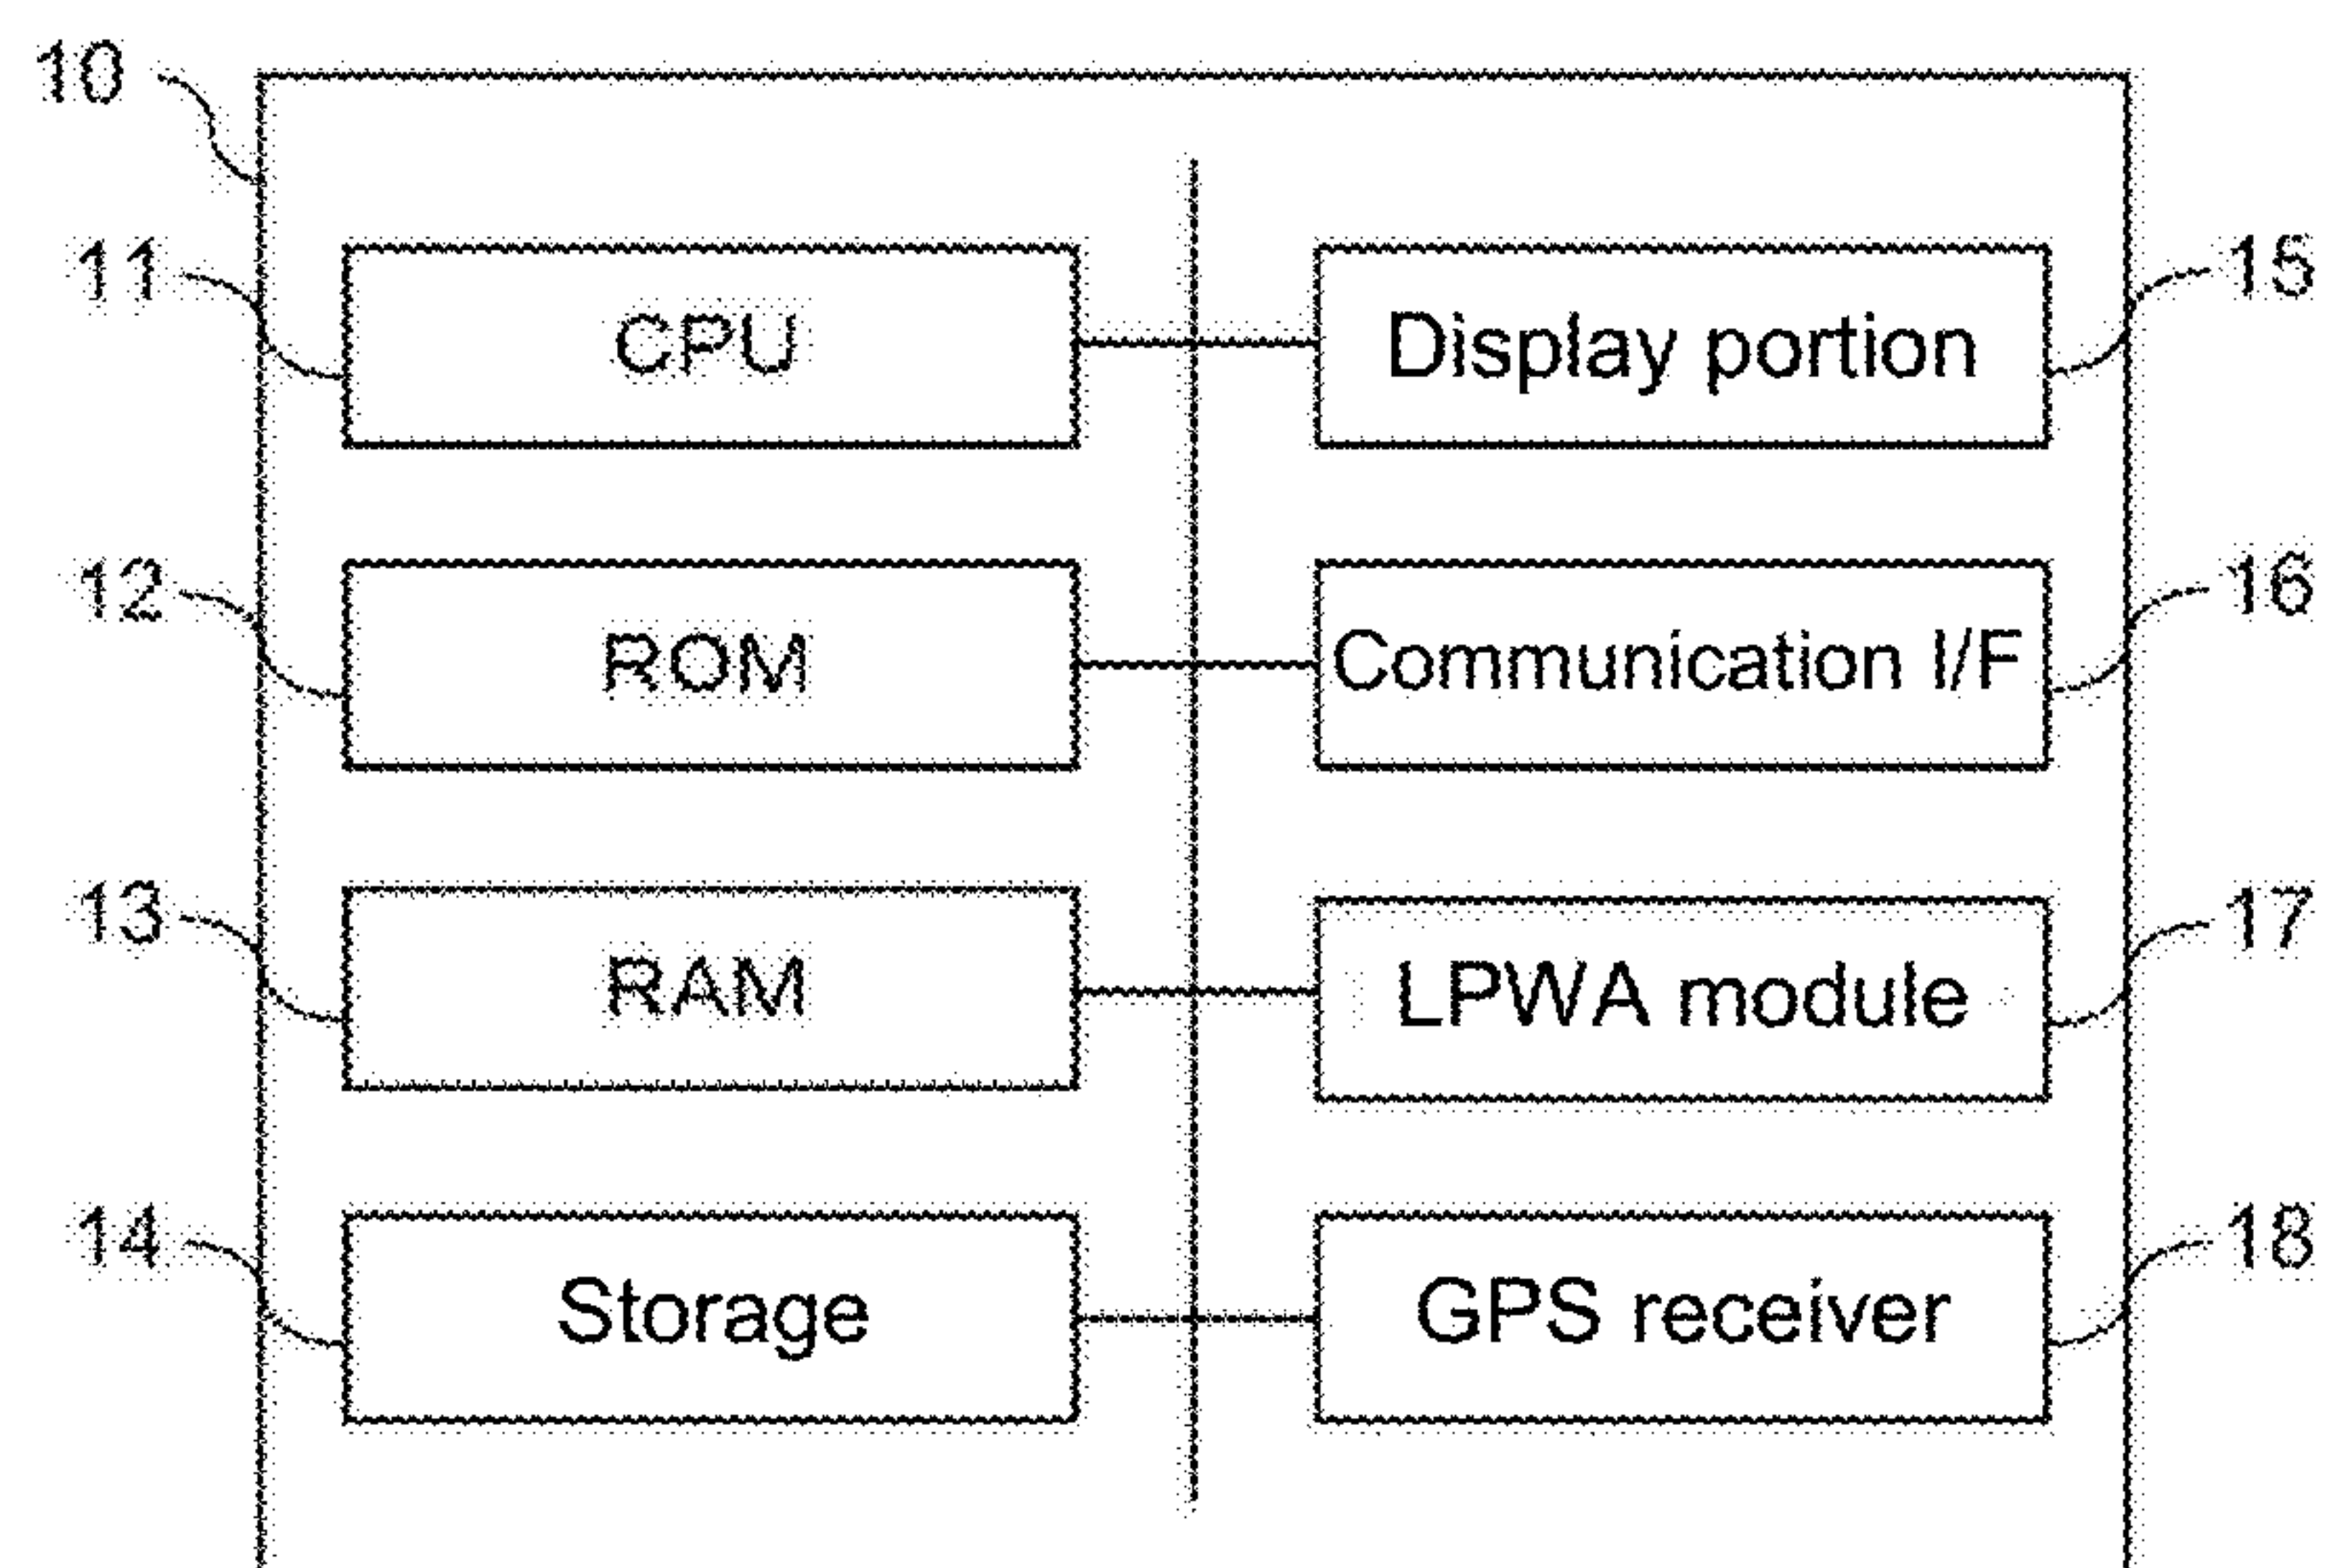 10
11 CPU Display portion 15
12 ROM Communication I/F 16
13 RAM LPWA module 17
14 Storage GPS receiver 18